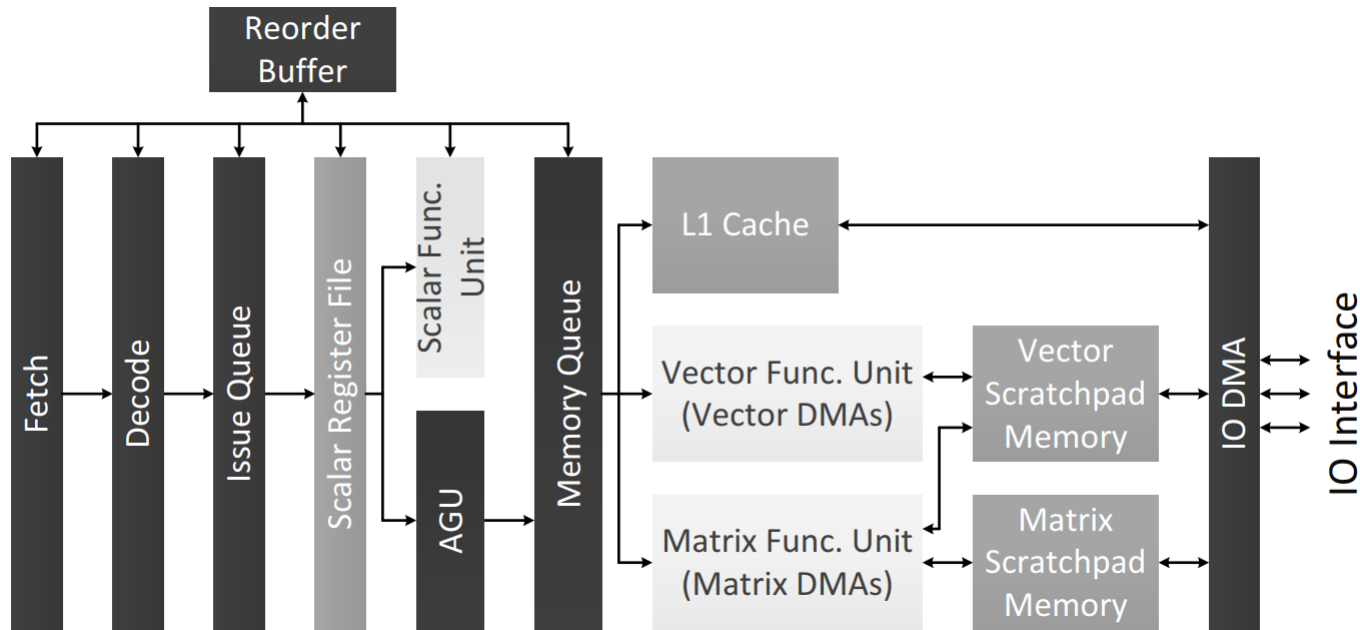 Reorder
Buffer
Fetch
Decode
Issue Queue
Scalar Register File
Scalar Func.
Unit
AGU
Memory Queue
L1 Cache
Vector Func. Unit
(Vector DMAs)
Matrix Func. Unit
(Matrix DMAs)
Vector
Scratchpad
Memory
Matrix
Scratchpad
Memory
IO DMA
IO Interface